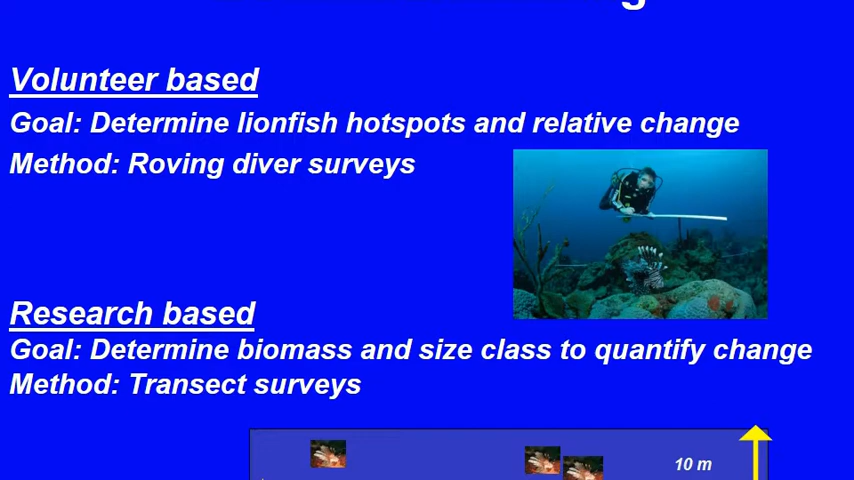 Volunteer based
Goal: Determine lionfish hotspots and relative change
Method: Roving diver surveys
Research based
Goal: Determine biomass and size class to quantify change
Method: Transect surveys
10 m